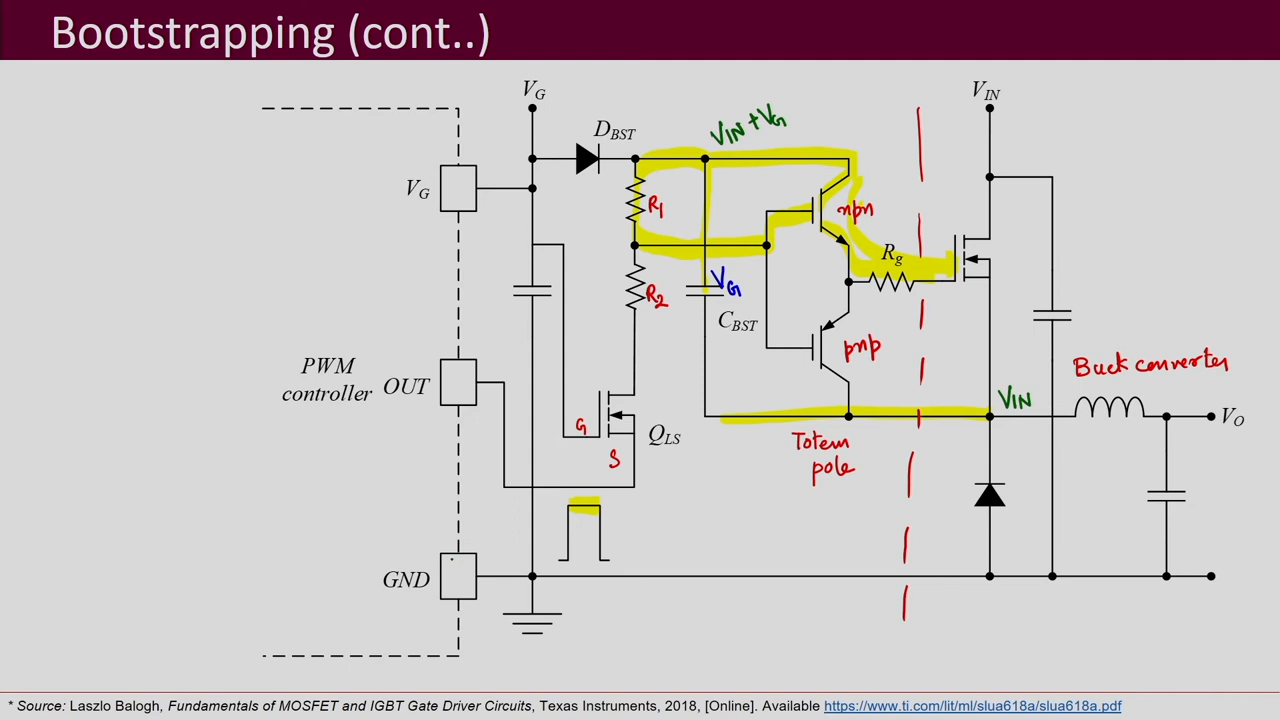 Bootstrapping (cont..)
V_G
V_IN
D_BST
V_IN + V_G
V_G
R1
npn
R_g
V_G
R2
C_BST
pnp
PWM
controller
OUT
Buck converter
V_IN
V_O
G
Q_LS
S
Totem
pole
GND
* Source: Laszlo Balogh, Fundamentals of MOSFET and IGBT Gate Driver Circuits, Texas Instruments, 2018, [Online]. Available https://www.ti.com/lit/ml/slua618a/slua618a.pdf